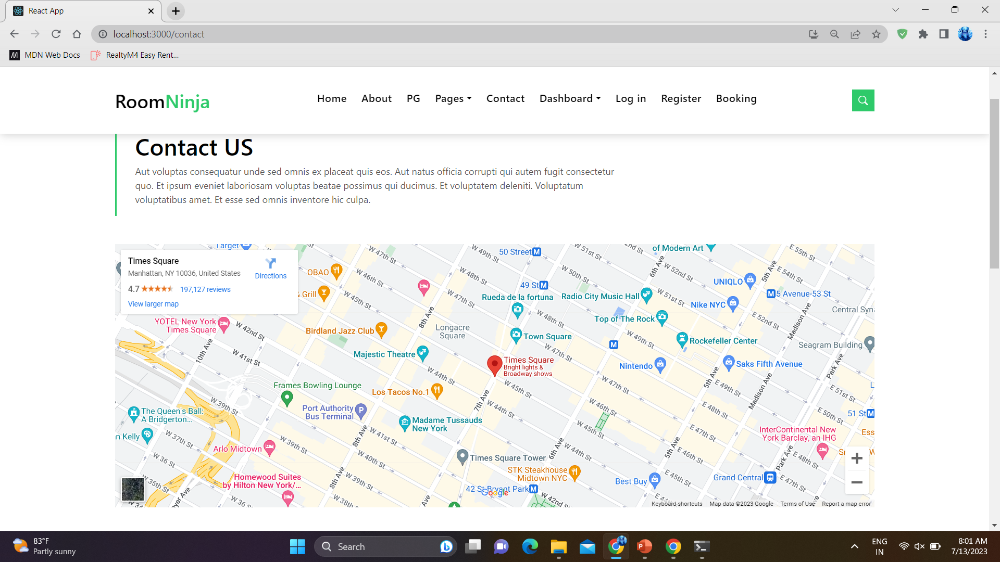 React App
localhost:3000/contact
MDN Web Docs
RealtyM4 Easy Rent...
RoomNinja
Home About PG Pages Contact Dashboard Log in Register Booking
Contact US
Aut voluptas consequatur unde sed omnis ex placeat quis eos. Aut natus officia corrupti qui autem fugit consectetur
quo. Et ipsum eveniet laboriosam voluptas beatae possimus qui ducimus. Et voluptatem deleniti. Voluptatum
voluptatibus amet. Et esse sed omnis inventore hic culpa.
Times Square
Manhattan, NY 10036, United States
4.7
197,127 reviews
View larger map
Directions
Target
50 Street
of Modern Art
W 47th St
W 49th St
W 51st St
E 55th St
OBAO
W 46th St
W 48th St
W 50th St
6th Ave
W 52nd St
5th Ave
E 54th St
UNIQLO
& Grill
W 45th St
49 St
W 47th St
Rueda de la fortuna
Radio City Music Hall
W 51st St
5 Avenue-53 St
Nike NYC
Central Syna
YOTEL New York
Times Square
W 42nd St
8th Ave
Birdland Jazz Club
Longacre
Square
W 48th St
Top of The Rock
E 52nd St
Madison Ave
Town Square
W 49th St
Rockefeller Center
Seagram Building
10th Ave
W 41st St
Majestic Theatre
W 47th St
Times Square
Bright lights &
Broadway shows
Nintendo
Saks Fifth Avenue
Park Ave
W 44th St
Frames Bowling Lounge
Los Tacos No.1
W 45th St
W 47th St
5th Ave
E 49th St
Madison Ave
E 51st St
W 39th St
Port Authority
Bus Terminal
7th Ave
W 44th St
W 46th St
E 48th St
E 50th St
51 St
The Queen's Ball:
A Bridgerton...
Madame Tussauds
New York
W 45th St
E 47th St
InterContinental New
York Barclay, an IHG
Ess
n Kelly
W 37th St
Arlo Midtown
W 39th St
8th Ave
W 41st St
6th Ave
W 44th St
5th Ave
E 46th St
Park Ave
E 48th St
W 36 St
W 40th St
Times Square Tower
STK Steakhouse
Midtown NYC
Homewood Suites
by Hilton New York/...
8th Ave
W 39th St
Best Buy
E 45th St
Grand Central
E 47th St
W 35th St
yer Ave
W 36 S
W 38th St
Ave
42 St-Bryant Park
Google
W 42nd St
E 44th
Keyboard shortcuts Map data ©2023 Google Terms of Use Report a map error
83°F
Partly sunny
Search
ENG
IN
8:01 AM
7/13/2023